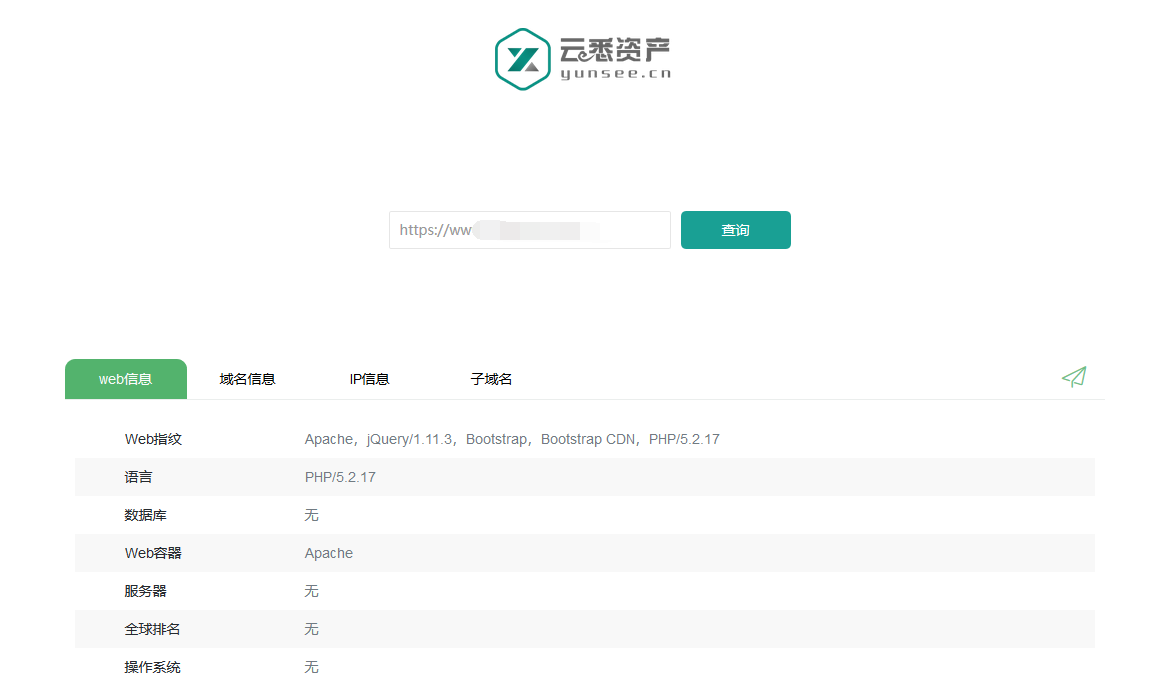 云悉资产
yunsee.cn
https://ww
查询
web信息 域名信息 IP信息 子域名
Web指纹 Apache，jQuery/1.11.3，Bootstrap，Bootstrap CDN，PHP/5.2.17
语言 PHP/5.2.17
数据库 无
Web容器 Apache
服务器 无
全球排名 无
操作系统 无